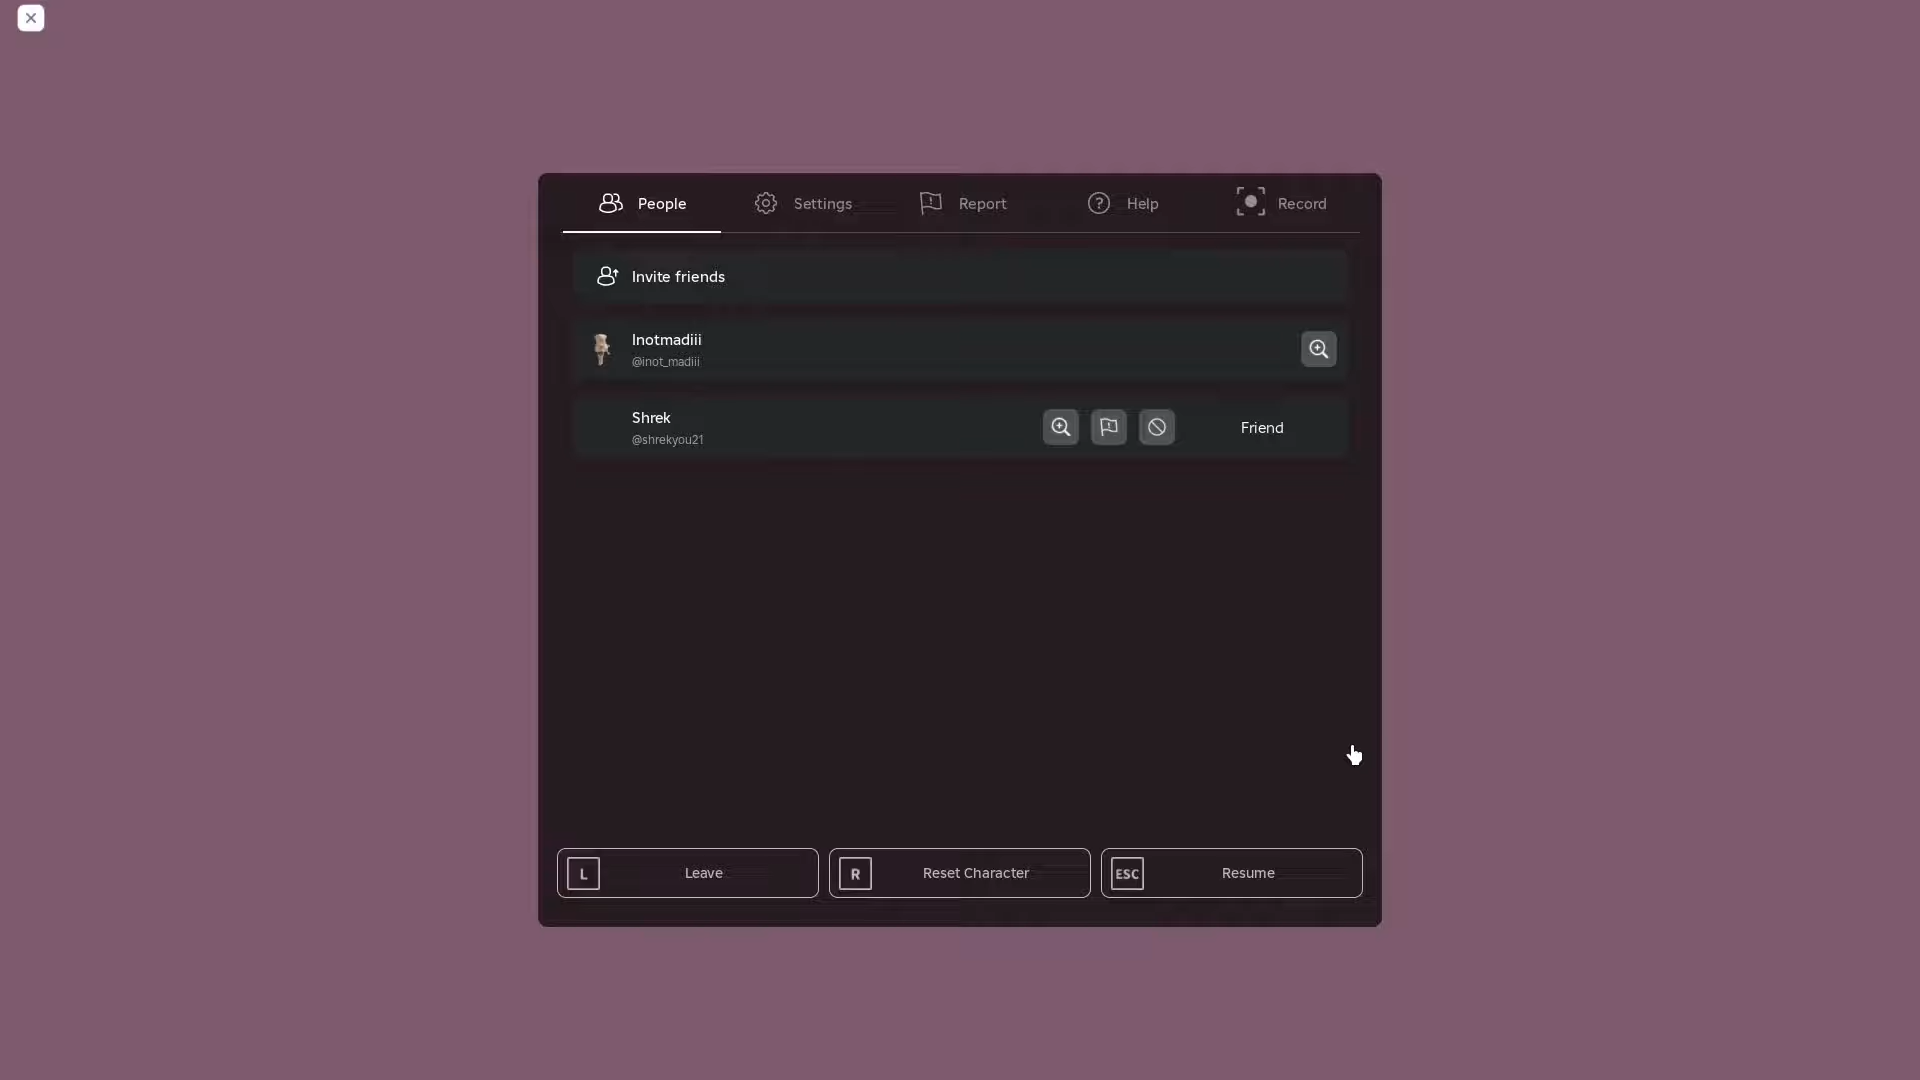 People
Settings
Report
Help
Record
Invite friends
Inotmadiii
@inot_madiii
Shrek
@shrekyou21
Friend
L Leave
R Reset Character
ESC Resume